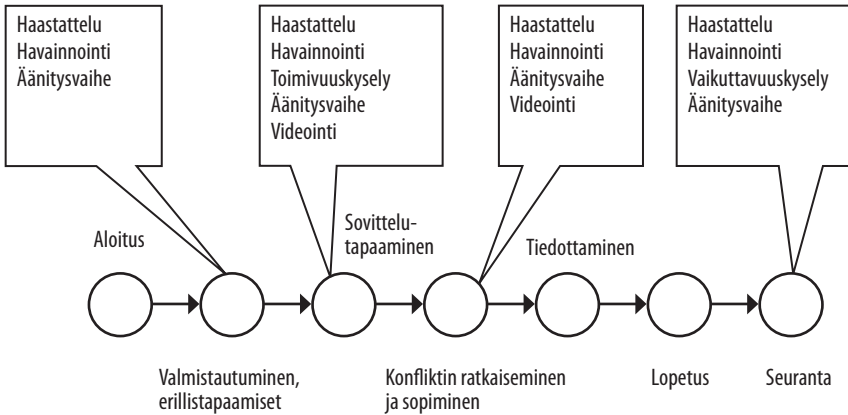 Haastattelu
Havainnointi
Äänitysvaihe
Haastattelu
Havainnointi
Toimivuuskysely
Äänitysvaihe
Videointi
Haastattelu
Havainnointi
Äänitysvaihe
Videointi
Haastattelu
Havainnointi
Vaikuttavuuskysely
Äänitysvaihe
Aloitus
Sovittelu-
tapaaminen
Tiedottaminen
Valmistautuminen,
erillistapaamiset
Konfliktin ratkaiseminen
ja sopiminen
Lopetus
Seuranta